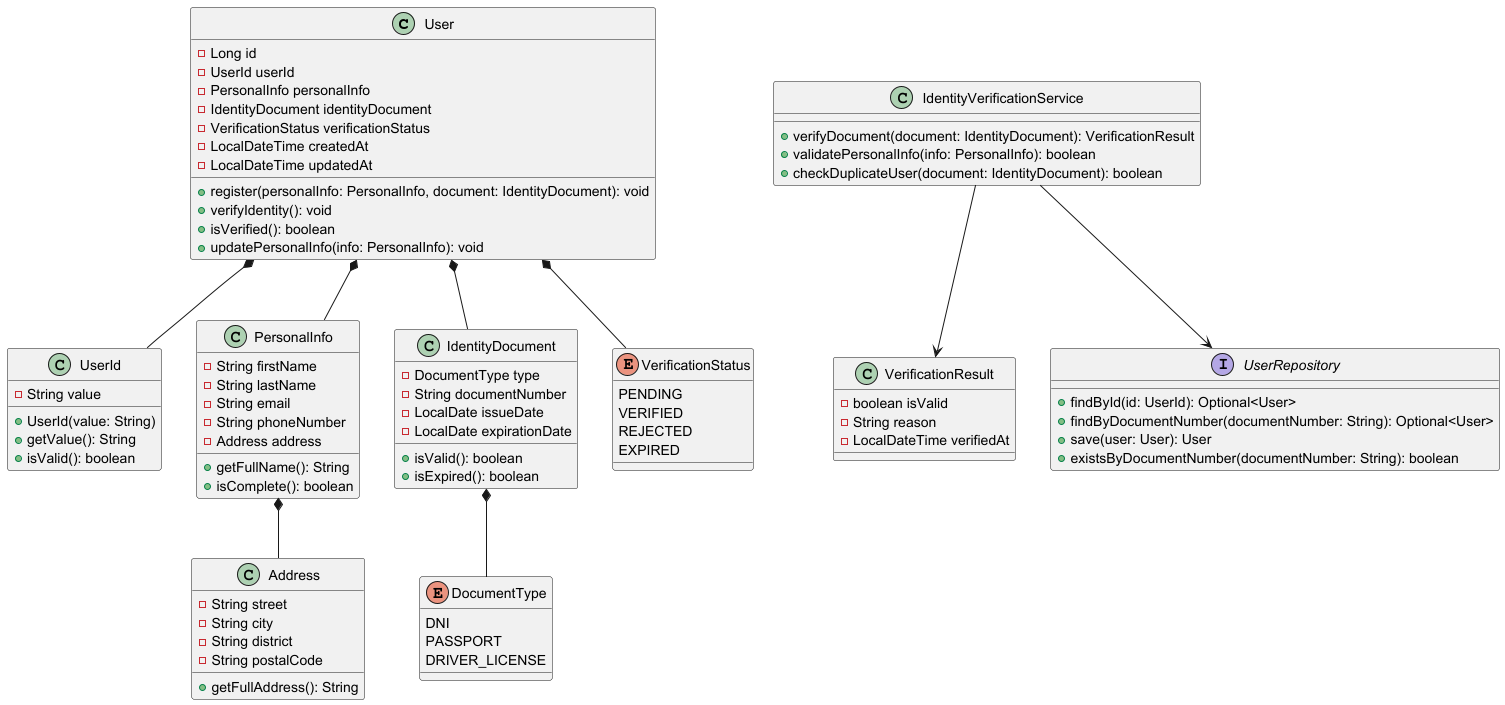 C User
Long id
UserId userId
PersonalInfo personalInfo
IdentityDocument identityDocument
VerificationStatus verificationStatus
LocalDateTime createdAt
LocalDateTime updatedAt
register(personalInfo: PersonalInfo, document: IdentityDocument): void
verifyIdentity(): void
isVerified(): boolean
updatePersonalInfo(info: PersonalInfo): void
C IdentityVerificationService
verifyDocument(document: IdentityDocument): VerificationResult
validatePersonalInfo(info: PersonalInfo): boolean
checkDuplicateUser(document: IdentityDocument): boolean
C UserId
String value
UserId(value: String)
getValue(): String
isValid(): boolean
C PersonalInfo
String firstName
String lastName
String email
String phoneNumber
Address address
getFullName(): String
isComplete(): boolean
C IdentityDocument
DocumentType type
String documentNumber
LocalDate issueDate
LocalDate expirationDate
isValid(): boolean
isExpired(): boolean
E VerificationStatus
PENDING
VERIFIED
REJECTED
EXPIRED
C VerificationResult
boolean isValid
String reason
LocalDateTime verifiedAt
I UserRepository
findById(id: UserId): Optional<User>
findByDocumentNumber(documentNumber: String): Optional<User>
save(user: User): User
existsByDocumentNumber(documentNumber: String): boolean
C Address
String street
String city
String district
String postalCode
getFullAddress(): String
E DocumentType
DNI
PASSPORT
DRIVER_LICENSE